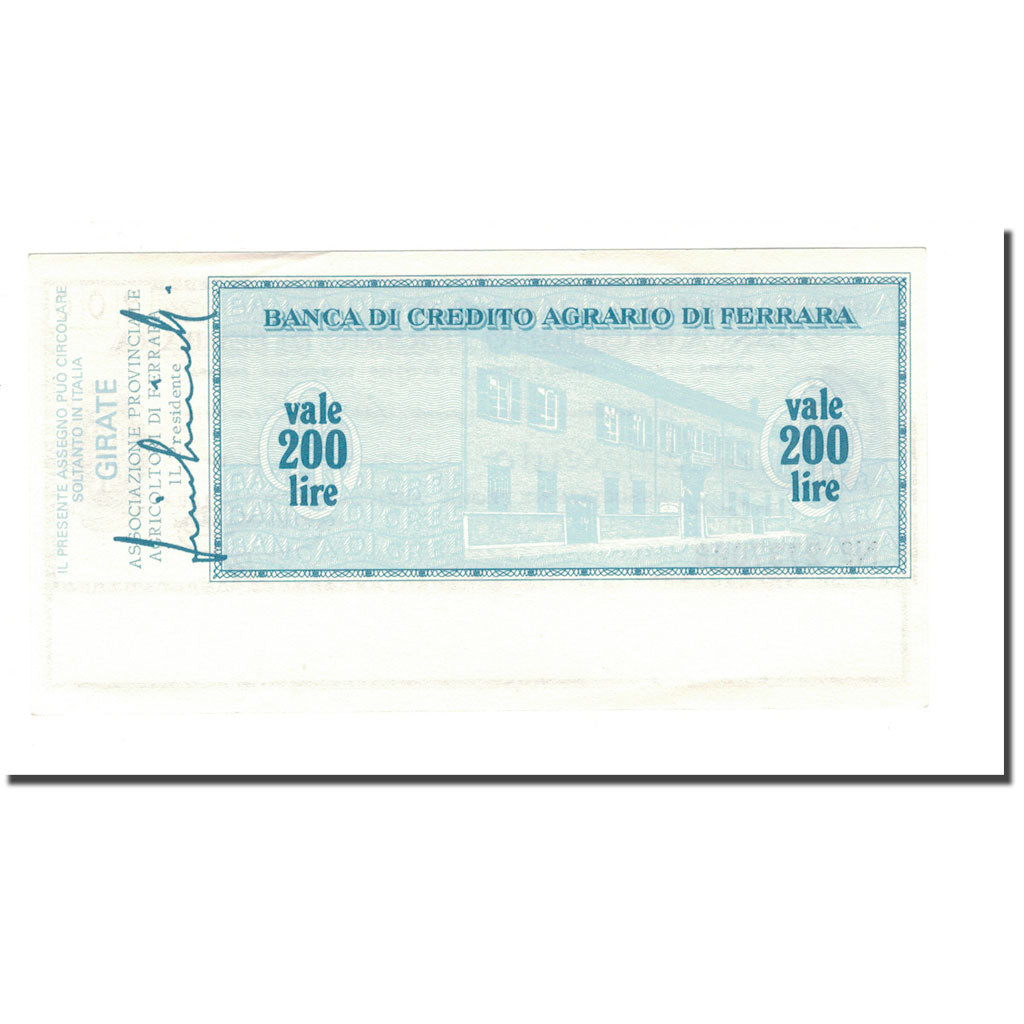 IL PRESENTE ASSEGNO PUÒ CIRCOLARE
SOLTANTO IN ITALIA
GIRATE
ASSOCIAZIONE PROVINCIALE
AGRICOLTORI DI FERRARA
IL Presidente
BANCA DI CREDITO AGRARIO DI FERRARA
vale
200
lire
vale
200
lire